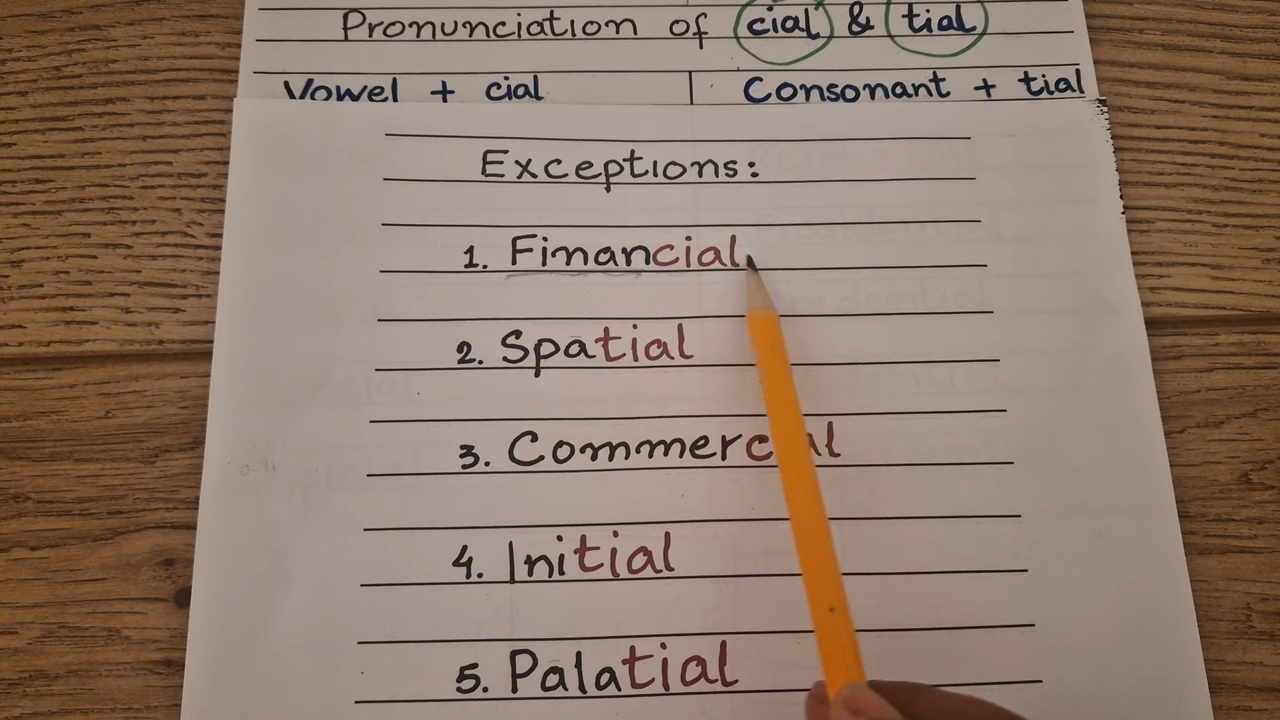 Pronunciation of cial & tial
Vowel + cial
Consonant + tial
Exceptions:
1. Financial
2. Spatial
3. Commercial
4. Initial
5. Palatial